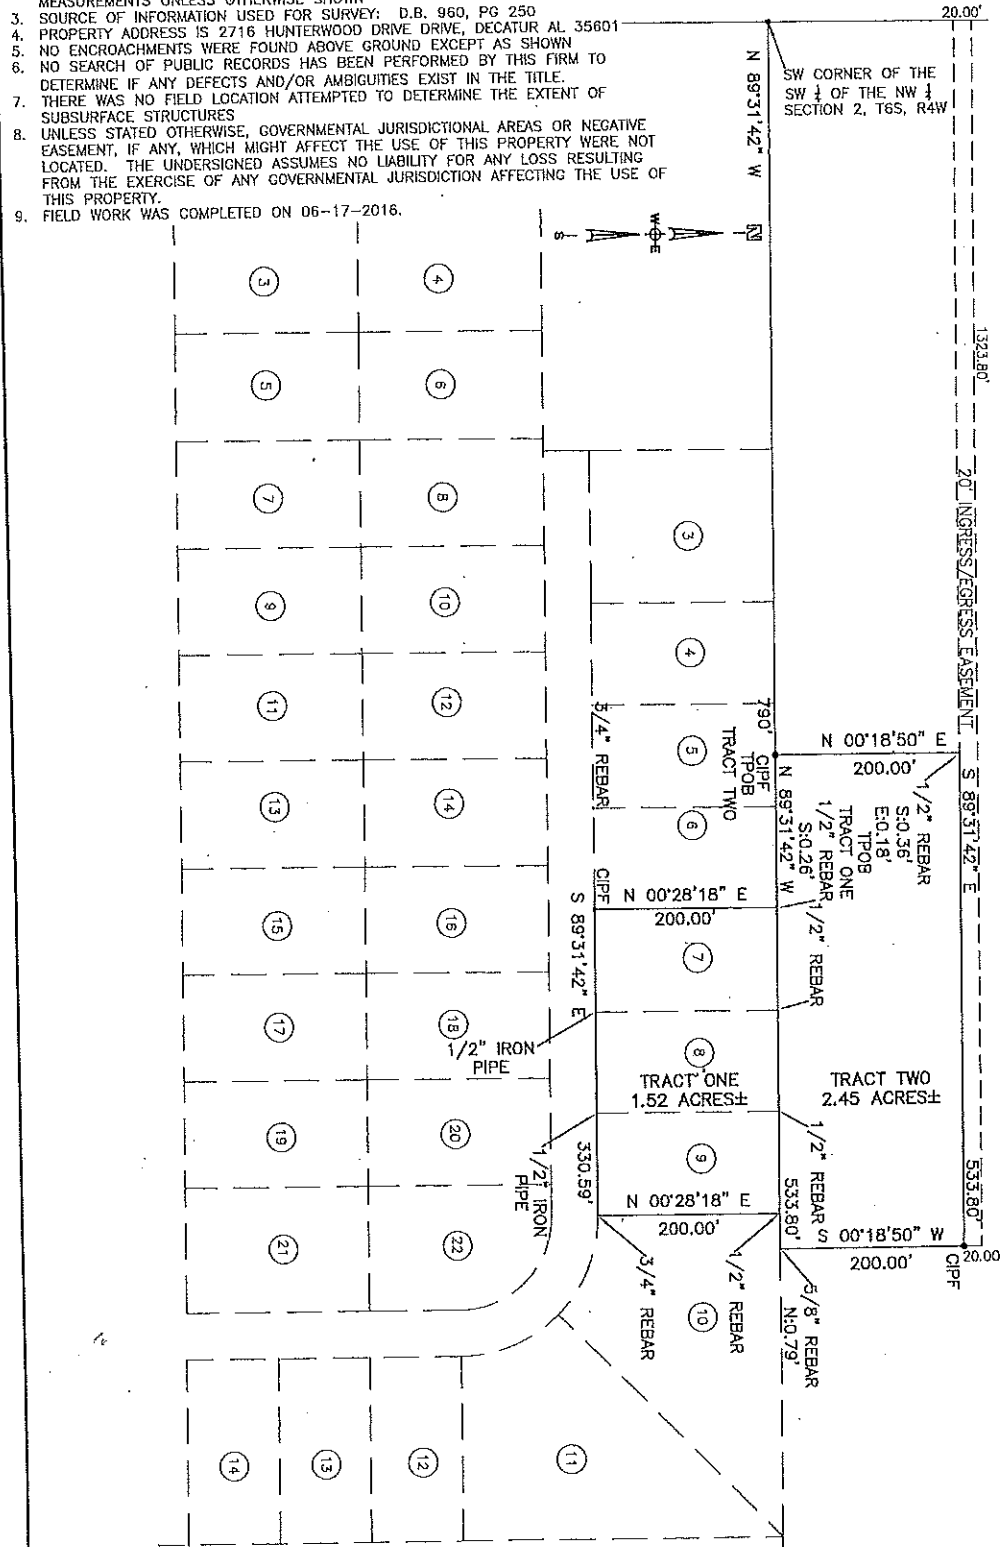 MEASUREMENTS UNLESS OTHERWISE SHOWN
3. SOURCE OF INFORMATION USED FOR SURVEY: D.B. 960, PG 250
4. PROPERTY ADDRESS IS 2716 HUNTERWOOD DRIVE DRIVE, DECATUR AL 35601
5. NO ENCROACHMENTS WERE FOUND ABOVE GROUND EXCEPT AS SHOWN
6. NO SEARCH OF PUBLIC RECORDS HAS BEEN PERFORMED BY THIS FIRM TO
DETERMINE IF ANY DEFECTS AND/OR AMBIGUITIES EXIST IN THE TITLE.
7. THERE WAS NO FIELD LOCATION ATTEMPTED TO DETERMINE THE EXTENT OF
SUBSURFACE STRUCTURES
8. UNLESS STATED OTHERWISE, GOVERNMENTAL JURISDICTIONAL AREAS OR NEGATIVE
EASEMENT, IF ANY, WHICH MIGHT AFFECT THE USE OF THIS PROPERTY WERE NOT
LOCATED. THE UNDERSIGNED ASSUMES NO LIABILITY FOR ANY LOSS RESULTING
FROM THE EXERCISE OF ANY GOVERNMENTAL JURISDICTION AFFECTING THE USE OF
THIS PROPERTY.
9. FIELD WORK WAS COMPLETED ON 06-17-2016.
20.00'
SW CORNER OF THE
SW ¼ OF THE NW ¼
SECTION 2, T6S, R4W
N 89°31'42" W
1323.80'
20' INGRESS/EGRESS EASEMENT
S
W
E
N
3
4
5
6
7
8
9
10
11
12
13
14
15
16
17
18
19
20
21
22
3
4
5
6
7
8
9
10
11
12
13
14
790'
CIPF
TPOB
TRACT TWO
3/4" REBAR
CIPF
N 00°18'50" E
200.00'
1/2" REBAR
S:0.36'
E:0.18'
S 89°31'42" E
533.80'
TPOB
TRACT ONE
1/2" REBAR
S:0.26'
N 89°31'42" W
533.80'
1/2" REBAR
N 00°28'18" E
200.00'
S 89°31'42" E
330.59'
1/2" IRON
PIPE
TRACT ONE
1.52 ACRES±
TRACT TWO
2.45 ACRES±
1/2" REBAR
1/2" IRON
PIPE
N 00°28'18" E
200.00'
S 00°18'50" W
200.00'
20.00
CIPF
3/4" REBAR
1/2" REBAR
5/8" REBAR
N:0.79'